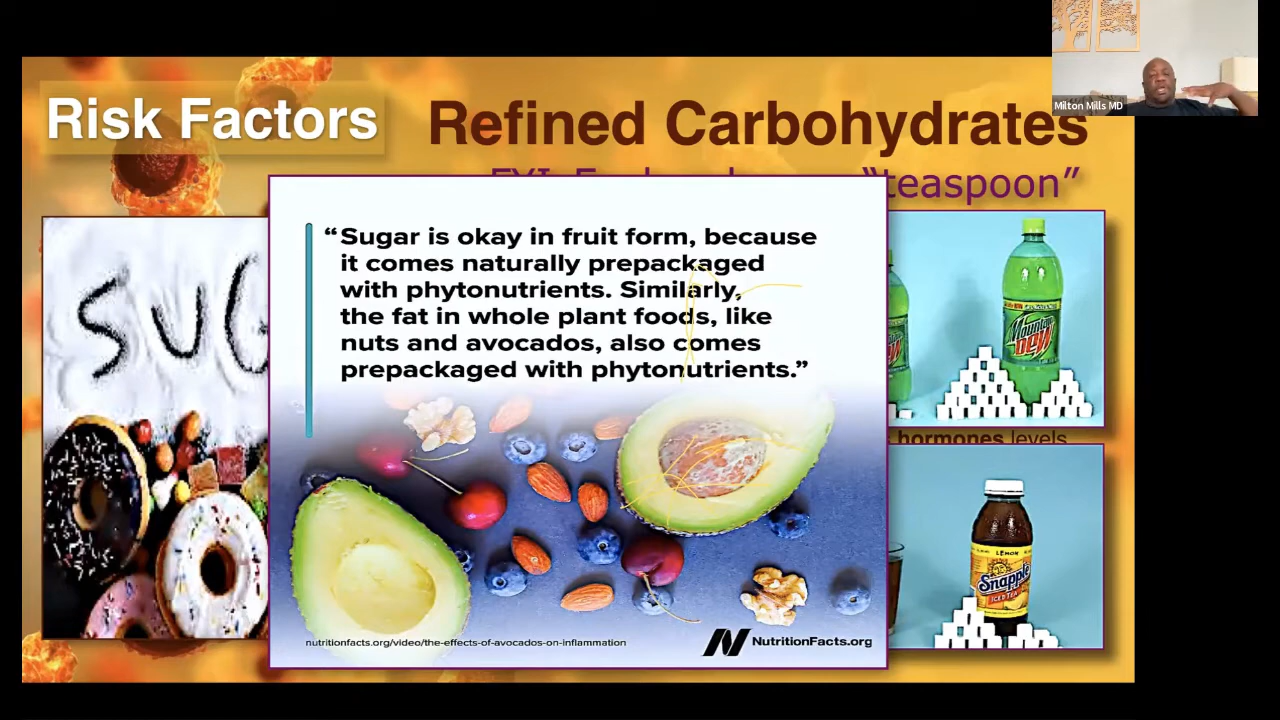 Milton Mills MD
Risk Factors
Refined Carbohydrates
"teaspoon"
"Sugar is okay in fruit form, because
it comes naturally prepackaged
with phytonutrients. Similarly,
the fat in whole plant foods, like
nuts and avocados, also comes
prepackaged with phytonutrients."
SUG
Mountain
Dew
hormones levels
LEMON
Snapple
ICED TEA
nutritionfacts.org/video/the-effects-of-avocados-on-inflammation
NutritionFacts.org